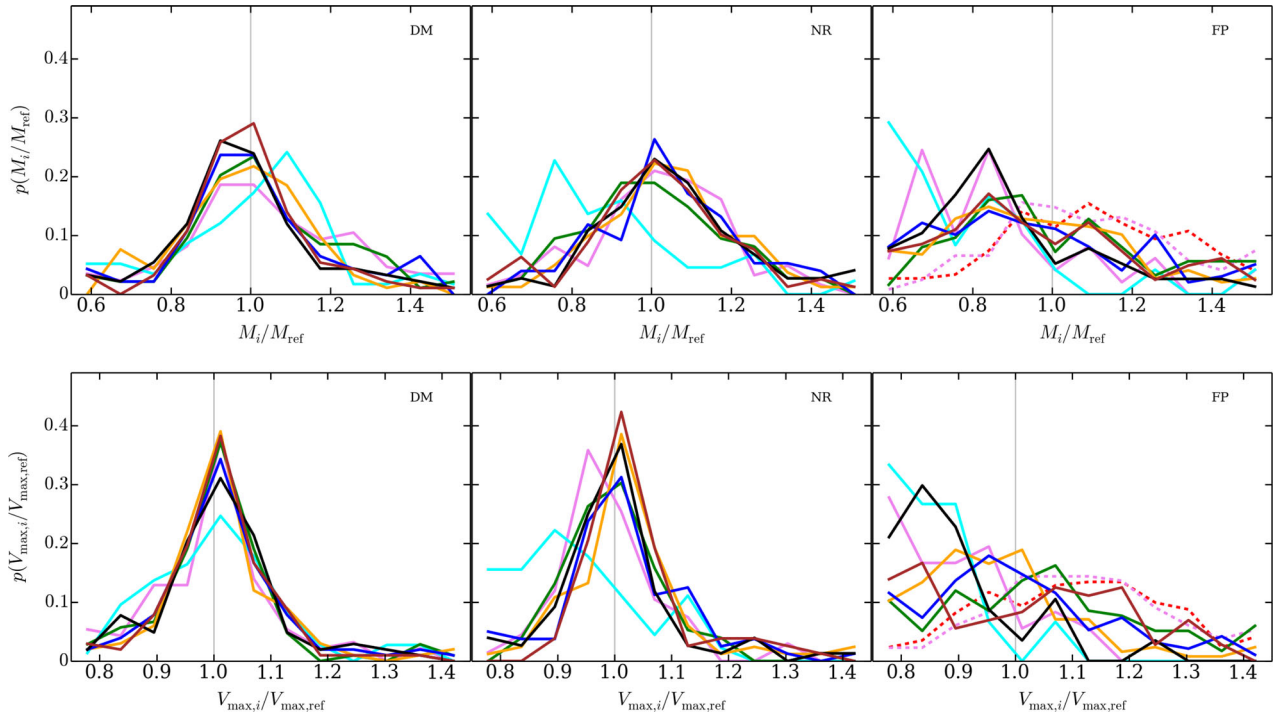 DM
NR
FP
0.4
0.3
0.2
0.1
0
p(M_i/M_ref)
0.6 0.8 1.0 1.2 1.4
0.6 0.8 1.0 1.2 1.4
0.6 0.8 1.0 1.2 1.4
M_i/M_ref
M_i/M_ref
M_i/M_ref
DM
NR
FP
0.4
0.3
0.2
0.1
0
p(V_max,i/V_max,ref)
0.8 0.9 1.0 1.1 1.2 1.3 1.4
0.8 0.9 1.0 1.1 1.2 1.3 1.4
0.8 0.9 1.0 1.1 1.2 1.3 1.4
V_max,i/V_max,ref
V_max,i/V_max,ref
V_max,i/V_max,ref